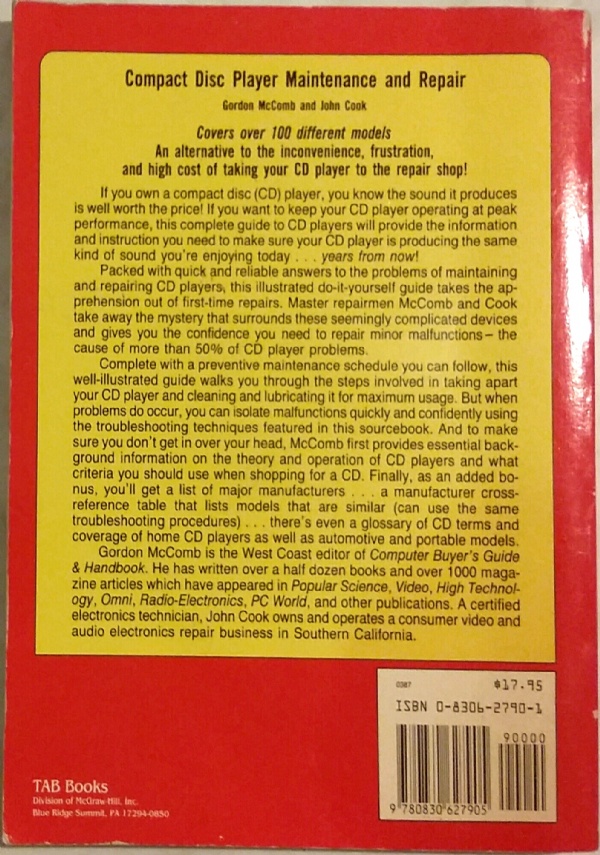 Compact Disc Player Maintenance and Repair
Gordon McComb and John Cook
Covers over 100 different models
An alternative to the inconvenience, frustration,
and high cost of taking your CD player to the repair shop!
If you own a compact disc (CD) player, you know the sound it produces
is well worth the price! If you want to keep your CD player operating at peak
performance, this complete guide to CD players will provide the information
and instruction you need to make sure your CD player is producing the same
kind of sound you're enjoying today . . . years from now!
Packed with quick and reliable answers to the problems of maintaining
and repairing CD players, this illustrated do-it-yourself guide takes the ap-
prehension out of first-time repairs. Master repairmen McComb and Cook
take away the mystery that surrounds these seemingly complicated devices
and gives you the confidence you need to repair minor malfunctions – the
cause of more than 50% of CD player problems.
Complete with a preventive maintenance schedule you can follow, this
well-illustrated guide walks you through the steps involved in taking apart
your CD player and cleaning and lubricating it for maximum usage. But when
problems do occur, you can isolate malfunctions quickly and confidently using
the troubleshooting techniques featured in this sourcebook. And to make
sure you don't get in over your head, McComb first provides essential back-
ground information on the theory and operation of CD players and what
criteria you should use when shopping for a CD. Finally, as an added bo-
nus, you'll get a list of major manufacturers . . . a manufacturer cross-
reference table that lists models that are similar (can use the same
troubleshooting procedures) . . . there's even a glossary of CD terms and
coverage of home CD players as well as automotive and portable models.
Gordon McComb is the West Coast editor of Computer Buyer's Guide
& Handbook. He has written over a half dozen books and over 1000 maga-
zine articles which have appeared in Popular Science, Video, High Technol-
ogy, Omni, Radio-Electronics, PC World, and other publications. A certified
electronics technician, John Cook owns and operates a consumer video and
audio electronics repair business in Southern California.
0387 $17.95
ISBN 0-8306-2790-1
90000
9 780830 627905
TAB Books
Division of McGraw-Hill, Inc.
Blue Ridge Summit, PA 17294-0850